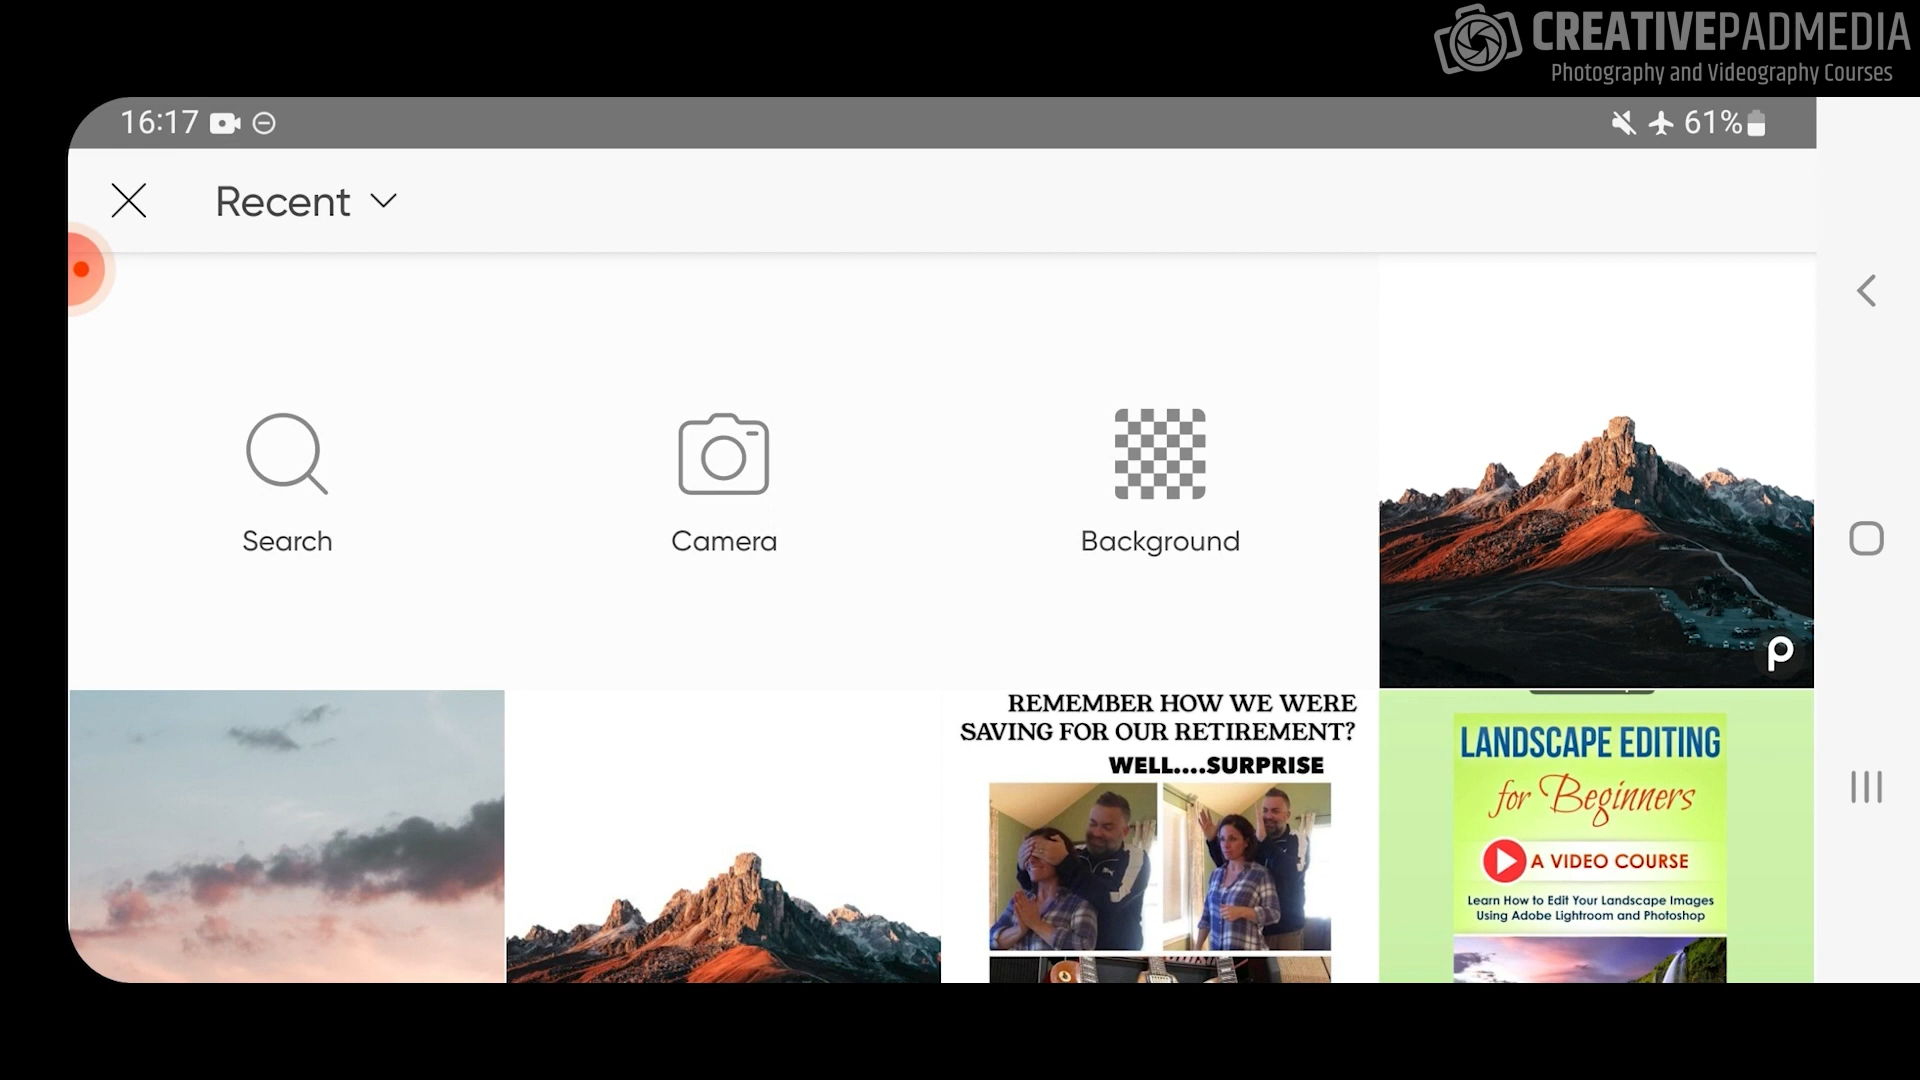 CREATIVEPADMEDIA
Photography and Videography Courses
16:17
61%
Recent
Search
Camera
Background
REMEMBER HOW WE WERE
SAVING FOR OUR RETIREMENT?
WELL....SURPRISE
LANDSCAPE EDITING
for Beginners
A VIDEO COURSE
Learn How to Edit Your Landscape Images
Using Adobe Lightroom and Photoshop